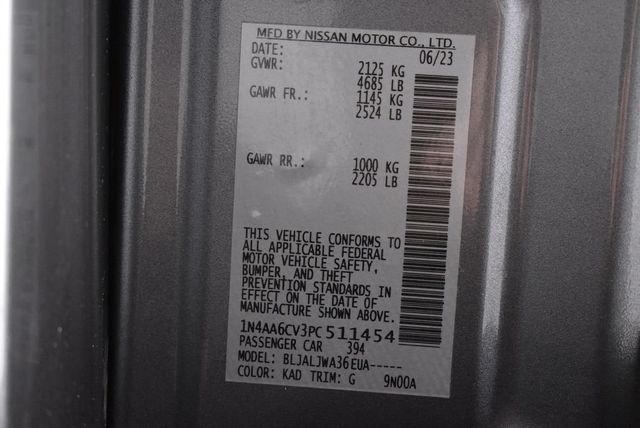 MFD BY NISSAN MOTOR CO., LTD.
DATE: 06/23
GVWR: 2125 KG
4685 LB
GAWR FR.: 1145 KG
2524 LB
GAWR RR.: 1000 KG
2205 LB
THIS VEHICLE CONFORMS TO
ALL APPLICABLE FEDERAL
MOTOR VEHICLE SAFETY,
BUMPER, AND THEFT
PREVENTION STANDARDS IN
EFFECT ON THE DATE OF
MANUFACTURE SHOWN ABOVE.
1N4AA6CV3PC511454
PASSENGER CAR 394
MODEL: BLJALJWA36EUA-----
COLOR: KAD TRIM: G 9N00A